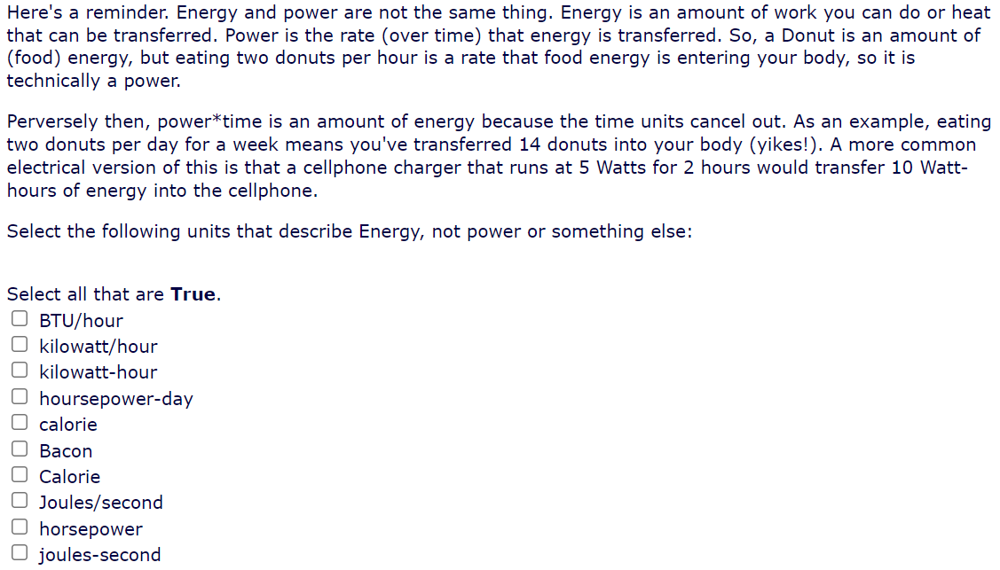 Here's a reminder. Energy and power are not the same thing. Energy is an amount of work you can do or heat
that can be transferred. Power is the rate (over time) that energy is transferred. So, a Donut is an amount of
(food) energy, but eating two donuts per hour is a rate that food energy is entering your body, so it is
technically a power.
Perversely then, power*time is an amount of energy because the time units cancel out. As an example, eating
two donuts per day for a week means you've transferred 14 donuts into your body (yikes!). A more common
electrical version of this is that a cellphone charger that runs at 5 Watts for 2 hours would transfer 10 Watt-
hours of energy into the cellphone.
Select the following units that describe Energy, not power or something else:
Select all that are True.
BTU/hour
kilowatt/hour
kilowatt-hour
hoursepower-day
calorie
Bacon
Calorie
Joules/second
horsepower
joules-second